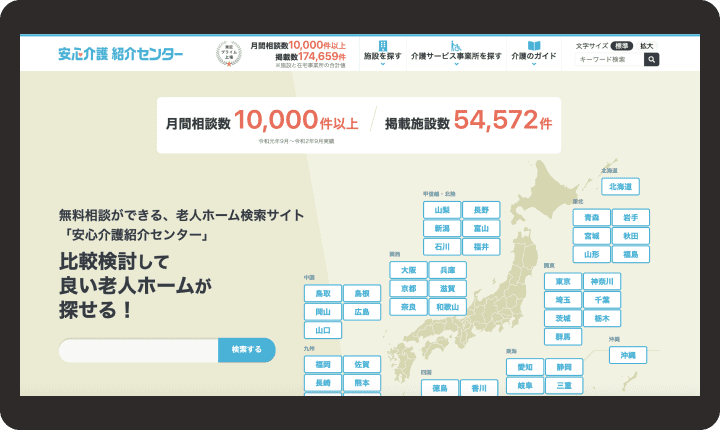 安心介護 紹介センター
東証
プライム
上場
月間相談数10,000件以上
掲載数174,659件
※施設と在宅事業所の合計値
施設を探す
介護サービス事業所を探す
介護のガイド
文字サイズ 標準 拡大
キーワード検索
月間相談数 10,000件以上
令和元年9月〜令和2年9月実績
掲載施設数 54,572件
無料相談ができる、老人ホーム検索サイト
「安心介護紹介センター」
比較検討して
良い老人ホームが
探せる！
検索する
北海道
北海道
東北
青森 岩手
宮城 秋田
山形 福島
甲信越・北陸
山梨 長野
新潟 富山
石川 福井
関西
大阪 兵庫
京都 滋賀
奈良 和歌山
関東
東京 神奈川
埼玉 千葉
茨城 栃木
群馬
中国
鳥取 島根
岡山 広島
山口
九州
福岡 佐賀
長崎 熊本
四国
徳島 香川
東海
愛知 静岡
岐阜 三重
沖縄
沖縄